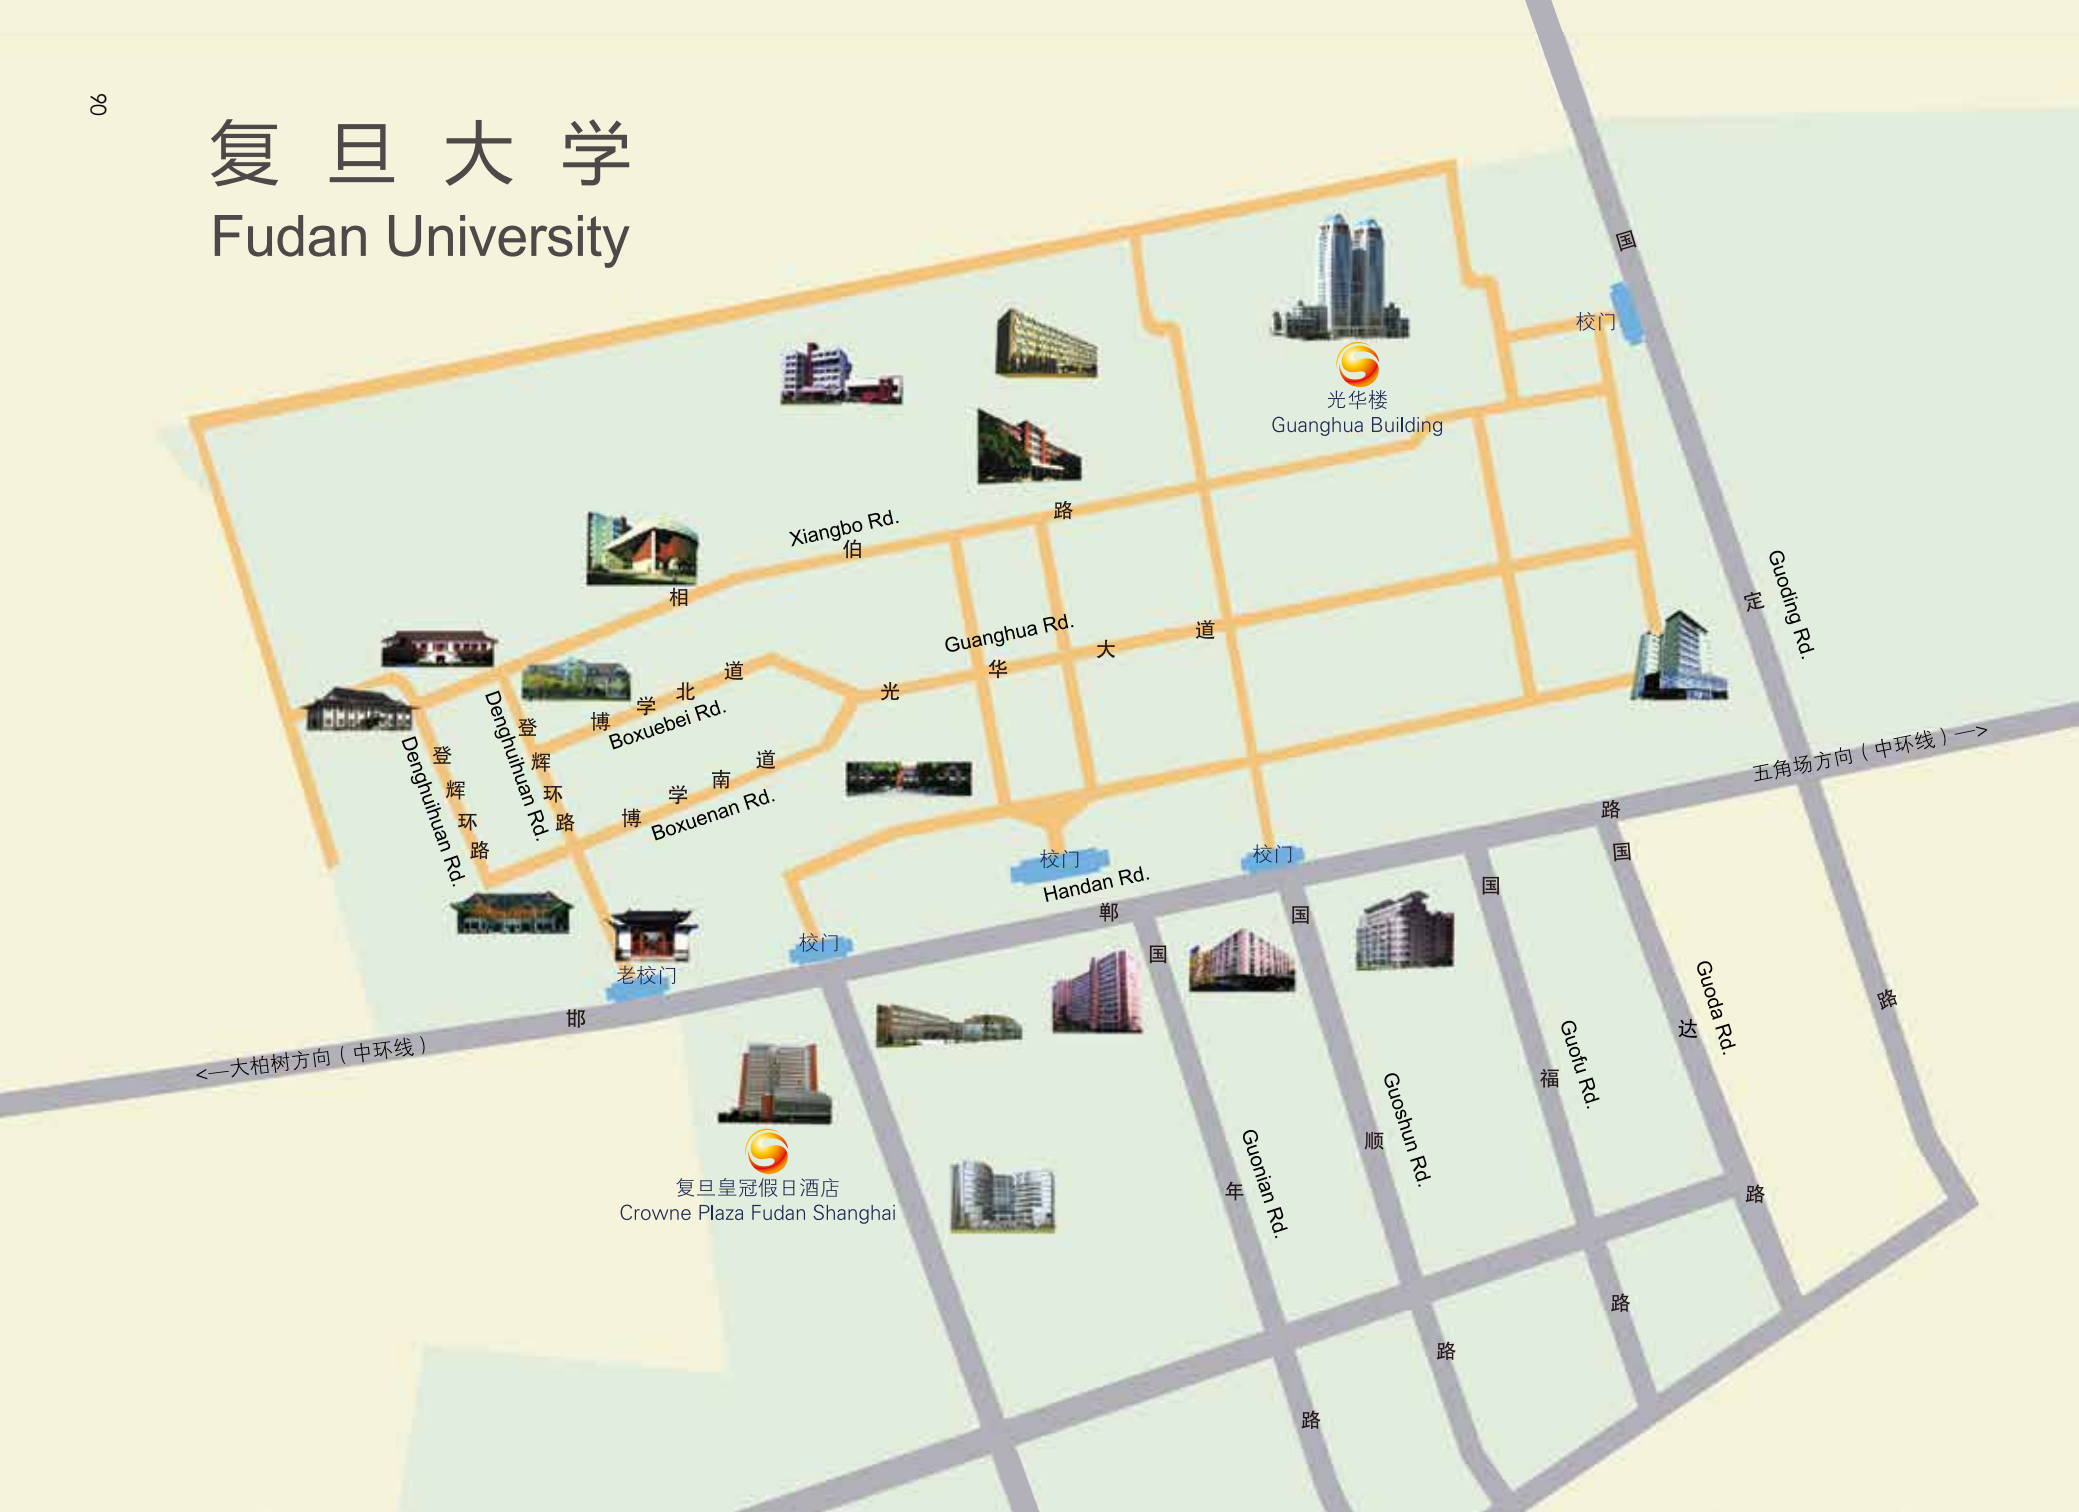 90
复旦大学
Fudan University
国定路
Guoding Rd.
校门
光华楼
Guanghua Building
Xiangbo Rd.
相伯路
Guanghua Rd.
光华大道
博学北道
Boxuebei Rd.
博学南道
Boxuenan Rd.
登辉环路
Denghuihuan Rd.
登辉环路
Denghuihuan Rd.
五角场方向（中环线）—>
校门
校门
校门
老校门
Handan Rd.
邯郸路
<—大柏树方向（中环线）
国年路
Guonian Rd.
国顺路
Guoshun Rd.
国福路
Guofu Rd.
国达路
Guoda Rd.
复旦皇冠假日酒店
Crowne Plaza Fudan Shanghai